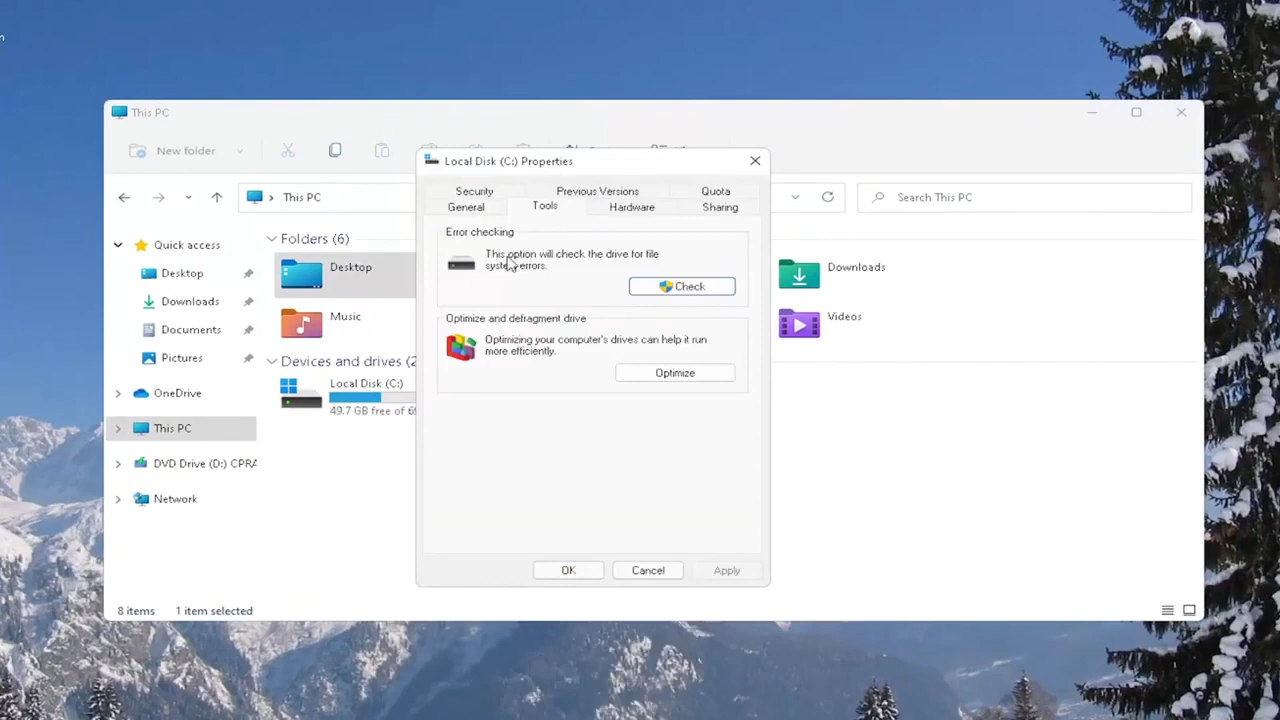 n
This PC
New folder
Local Disk (C:) Properties
This PC
Search This PC
Security
Previous Versions
Quota
General
Tools
Hardware
Sharing
Quick access
Desktop
Downloads
Documents
Pictures
OneDrive
This PC
DVD Drive (D:) CPRA
Network
Folders (6)
Desktop
Music
Devices and drives (2
Local Disk (C:)
49.7 GB free of
Error checking
This option will check the drive for file
system errors.
Check
Optimize and defragment drive
Optimizing your computer's drives can help it run
more efficiently.
Optimize
OK
Cancel
Apply
Downloads
Videos
8 items
1 item selected